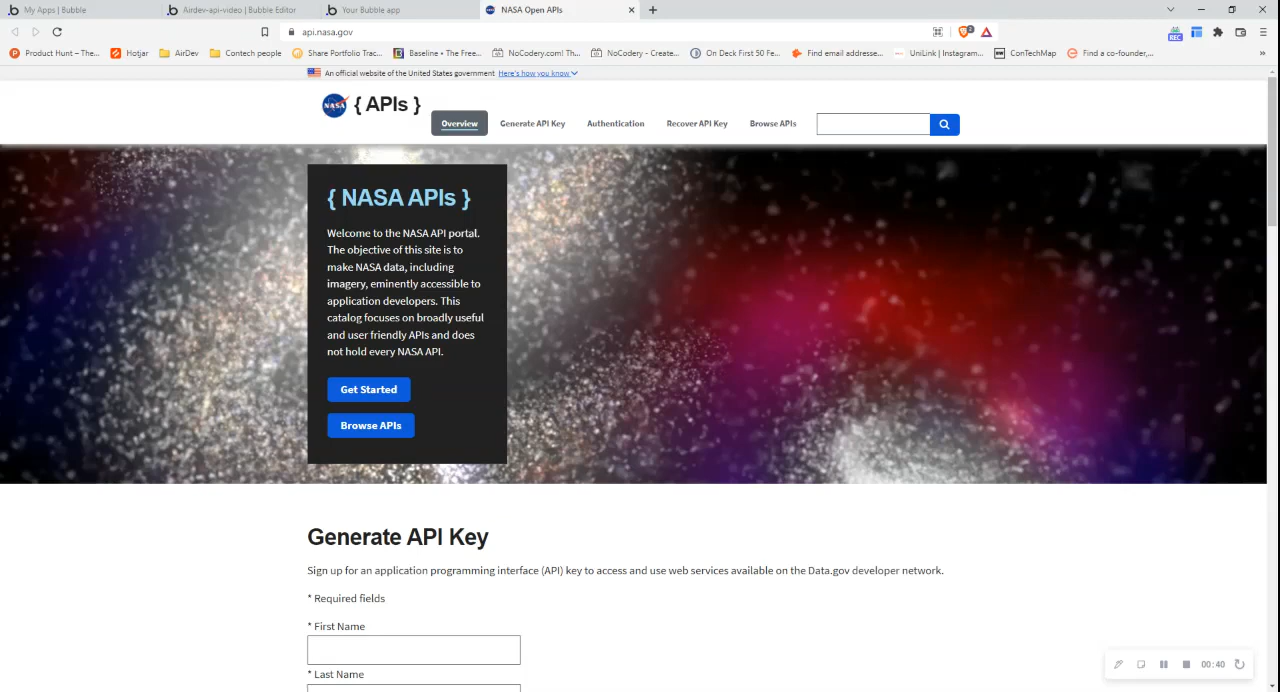 My Apps | Bubble
Airdev-api-video | Bubble Editor
Your Bubble app
NASA Open APIs
api.nasa.gov
Product Hunt – The...
Hotjar
AirDev
Contech people
Share Portfolio Trac...
Baseline • The Free...
NoCodery.com! Th...
NoCodery - Create...
On Deck First 50 Fe...
Find email addresse...
UniLink | Instagram...
ConTechMap
Find a co-founder,...
REC
An official website of the United States government Here's how you know
NASA { APIs }
Overview
Generate API Key
Authentication
Recover API Key
Browse APIs
{ NASA APIs }
Welcome to the NASA API portal.
The objective of this site is to
make NASA data, including
imagery, eminently accessible to
application developers. This
catalog focuses on broadly useful
and user friendly APIs and does
not hold every NASA API.
Get Started
Browse APIs
Generate API Key
Sign up for an application programming interface (API) key to access and use web services available on the Data.gov developer network.
* Required fields
* First Name
* Last Name
00:40